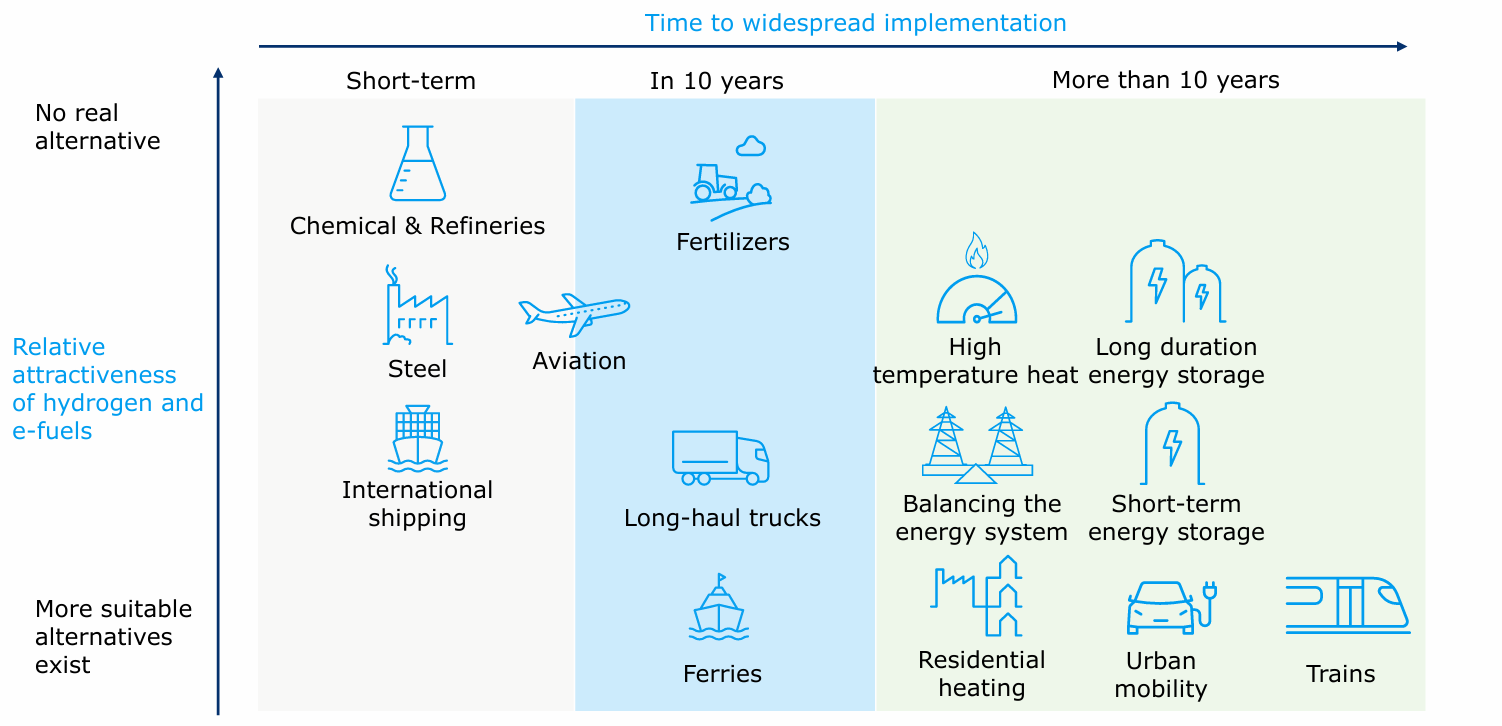 Time to widespread implementation
Short-term
In 10 years
More than 10 years
No real
alternative
Relative
attractiveness
of hydrogen and
e-fuels
More suitable
alternatives
exist
Chemical & Refineries
Fertilizers
Steel
Aviation
High
temperature heat
Long duration
energy storage
International
shipping
Long-haul trucks
Balancing the
energy system
Short-term
energy storage
Ferries
Residential
heating
Urban
mobility
Trains